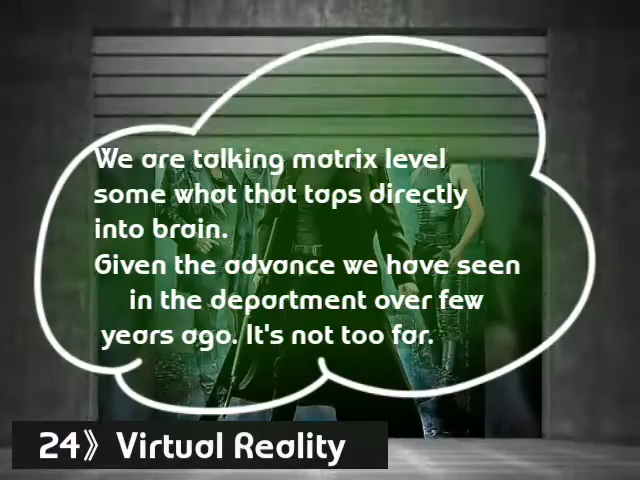 We are talking matrix level
some what that taps directly
into brain.
Given the advance we have seen
in the department over few
years ago. It's not too far.
24》Virtual Reality